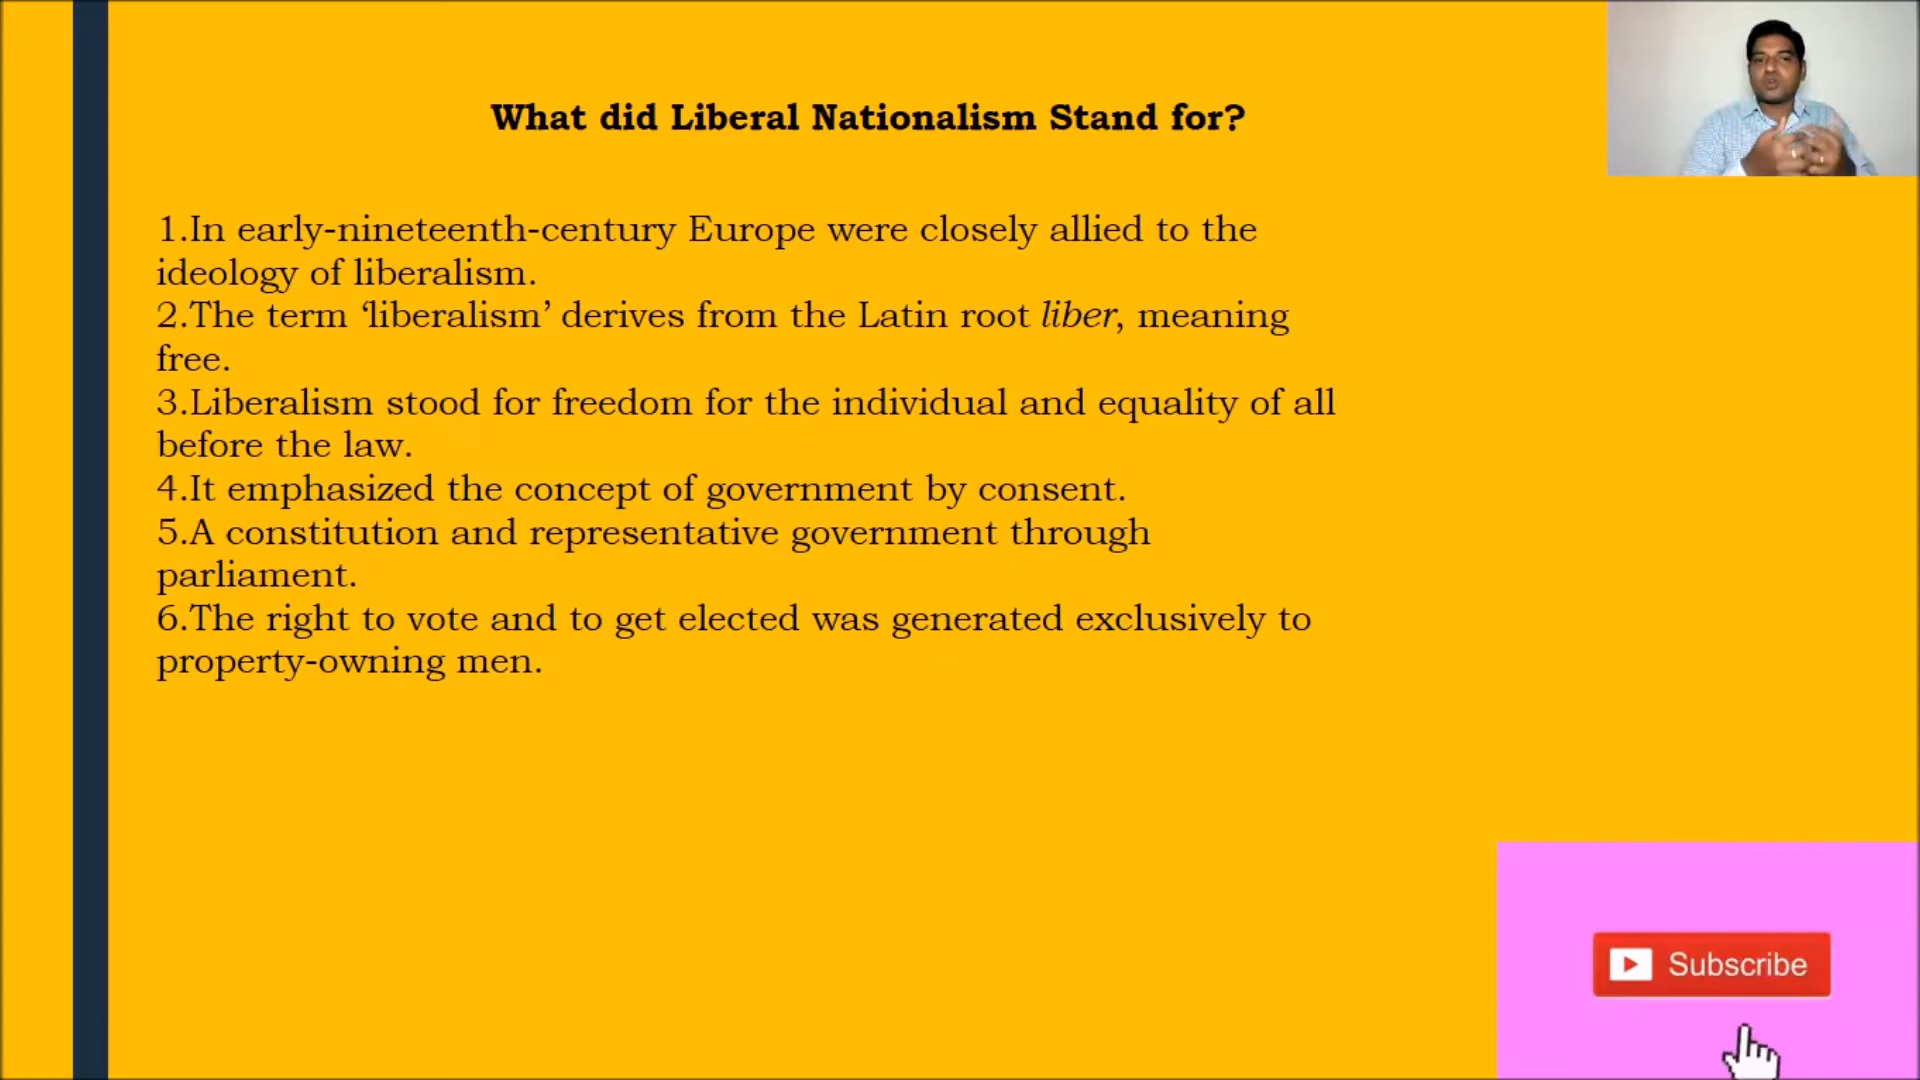 What did Liberal Nationalism Stand for?
1.In early-nineteenth-century Europe were closely allied to the
ideology of liberalism.
2.The term ‘liberalism’ derives from the Latin root liber, meaning
free.
3.Liberalism stood for freedom for the individual and equality of all
before the law.
4.It emphasized the concept of government by consent.
5.A constitution and representative government through
parliament.
6.The right to vote and to get elected was generated exclusively to
property-owning men.
Subscribe